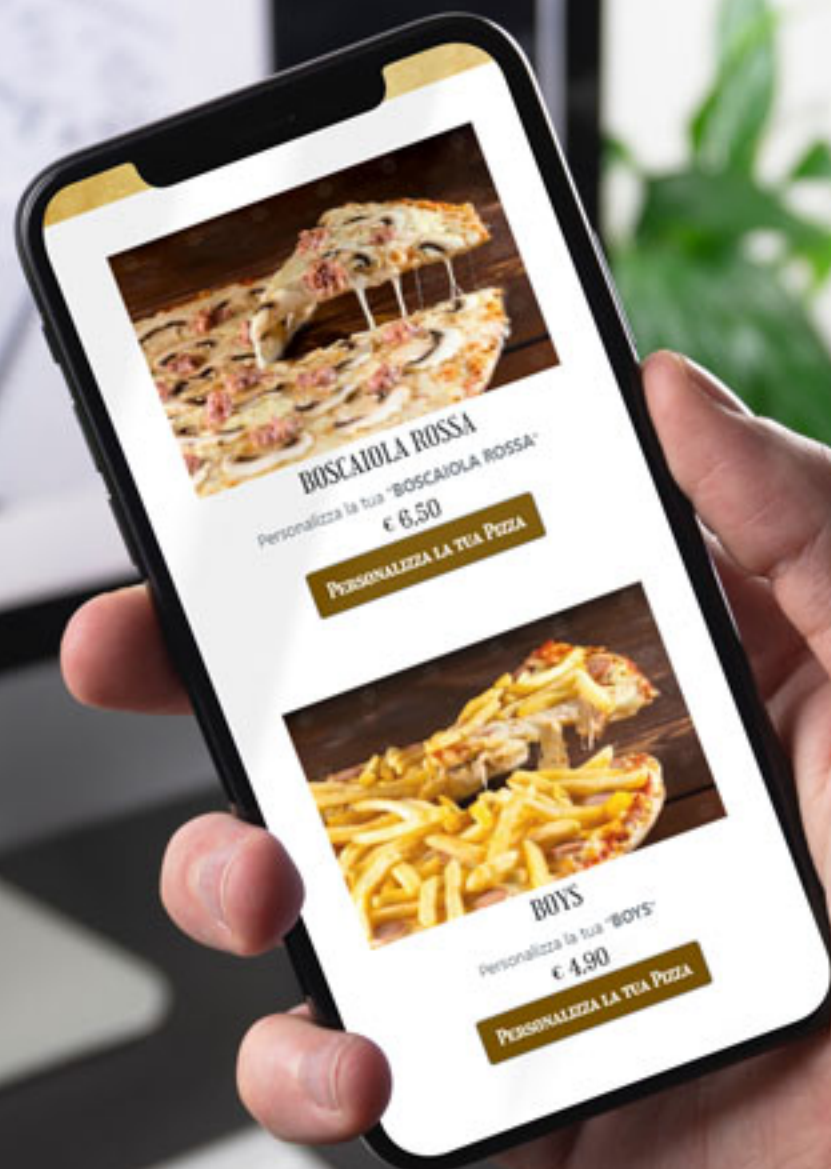 BOSCAIOLA ROSSA
Personalizza la tua "BOSCAIOLA ROSSA"
€ 6,50
Personalizza la tua Pizza
BOYS
Personalizza la tua "BOYS"
€ 4,90
Personalizza la tua Pizza